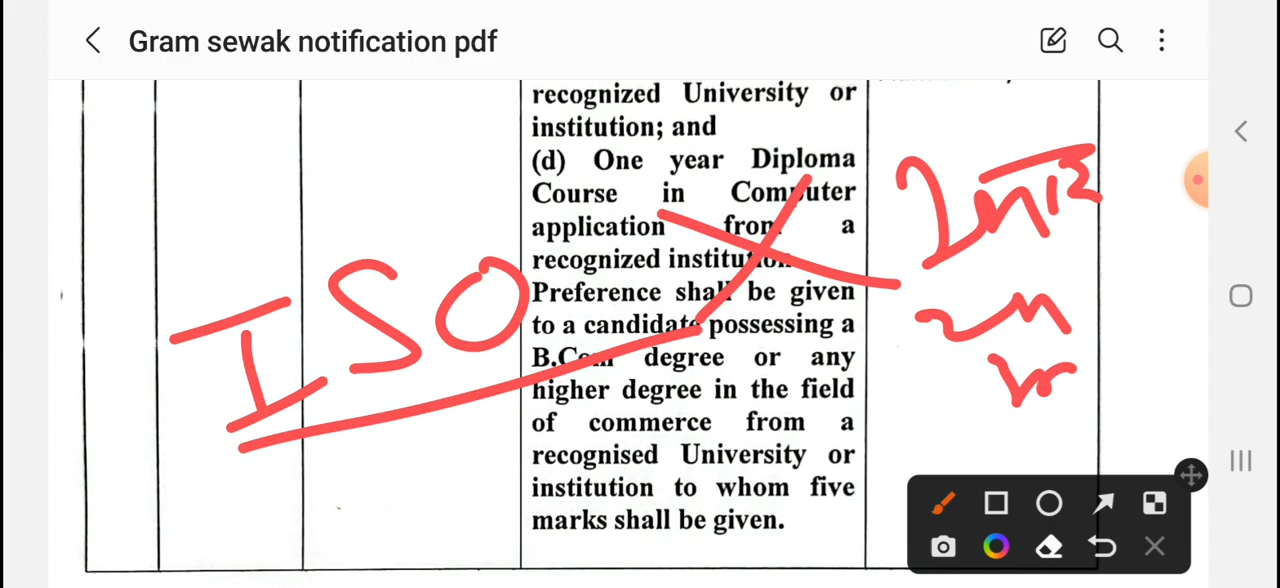 Gram sewak notification pdf
recognized University or
institution; and
(d) One year Diploma
Course in Computer
application from a
recognized institution
Preference shall be given
to a candidate possessing a
B.Com degree or any
higher degree in the field
of commerce from a
recognised University or
institution to whom five
marks shall be given.
ISO